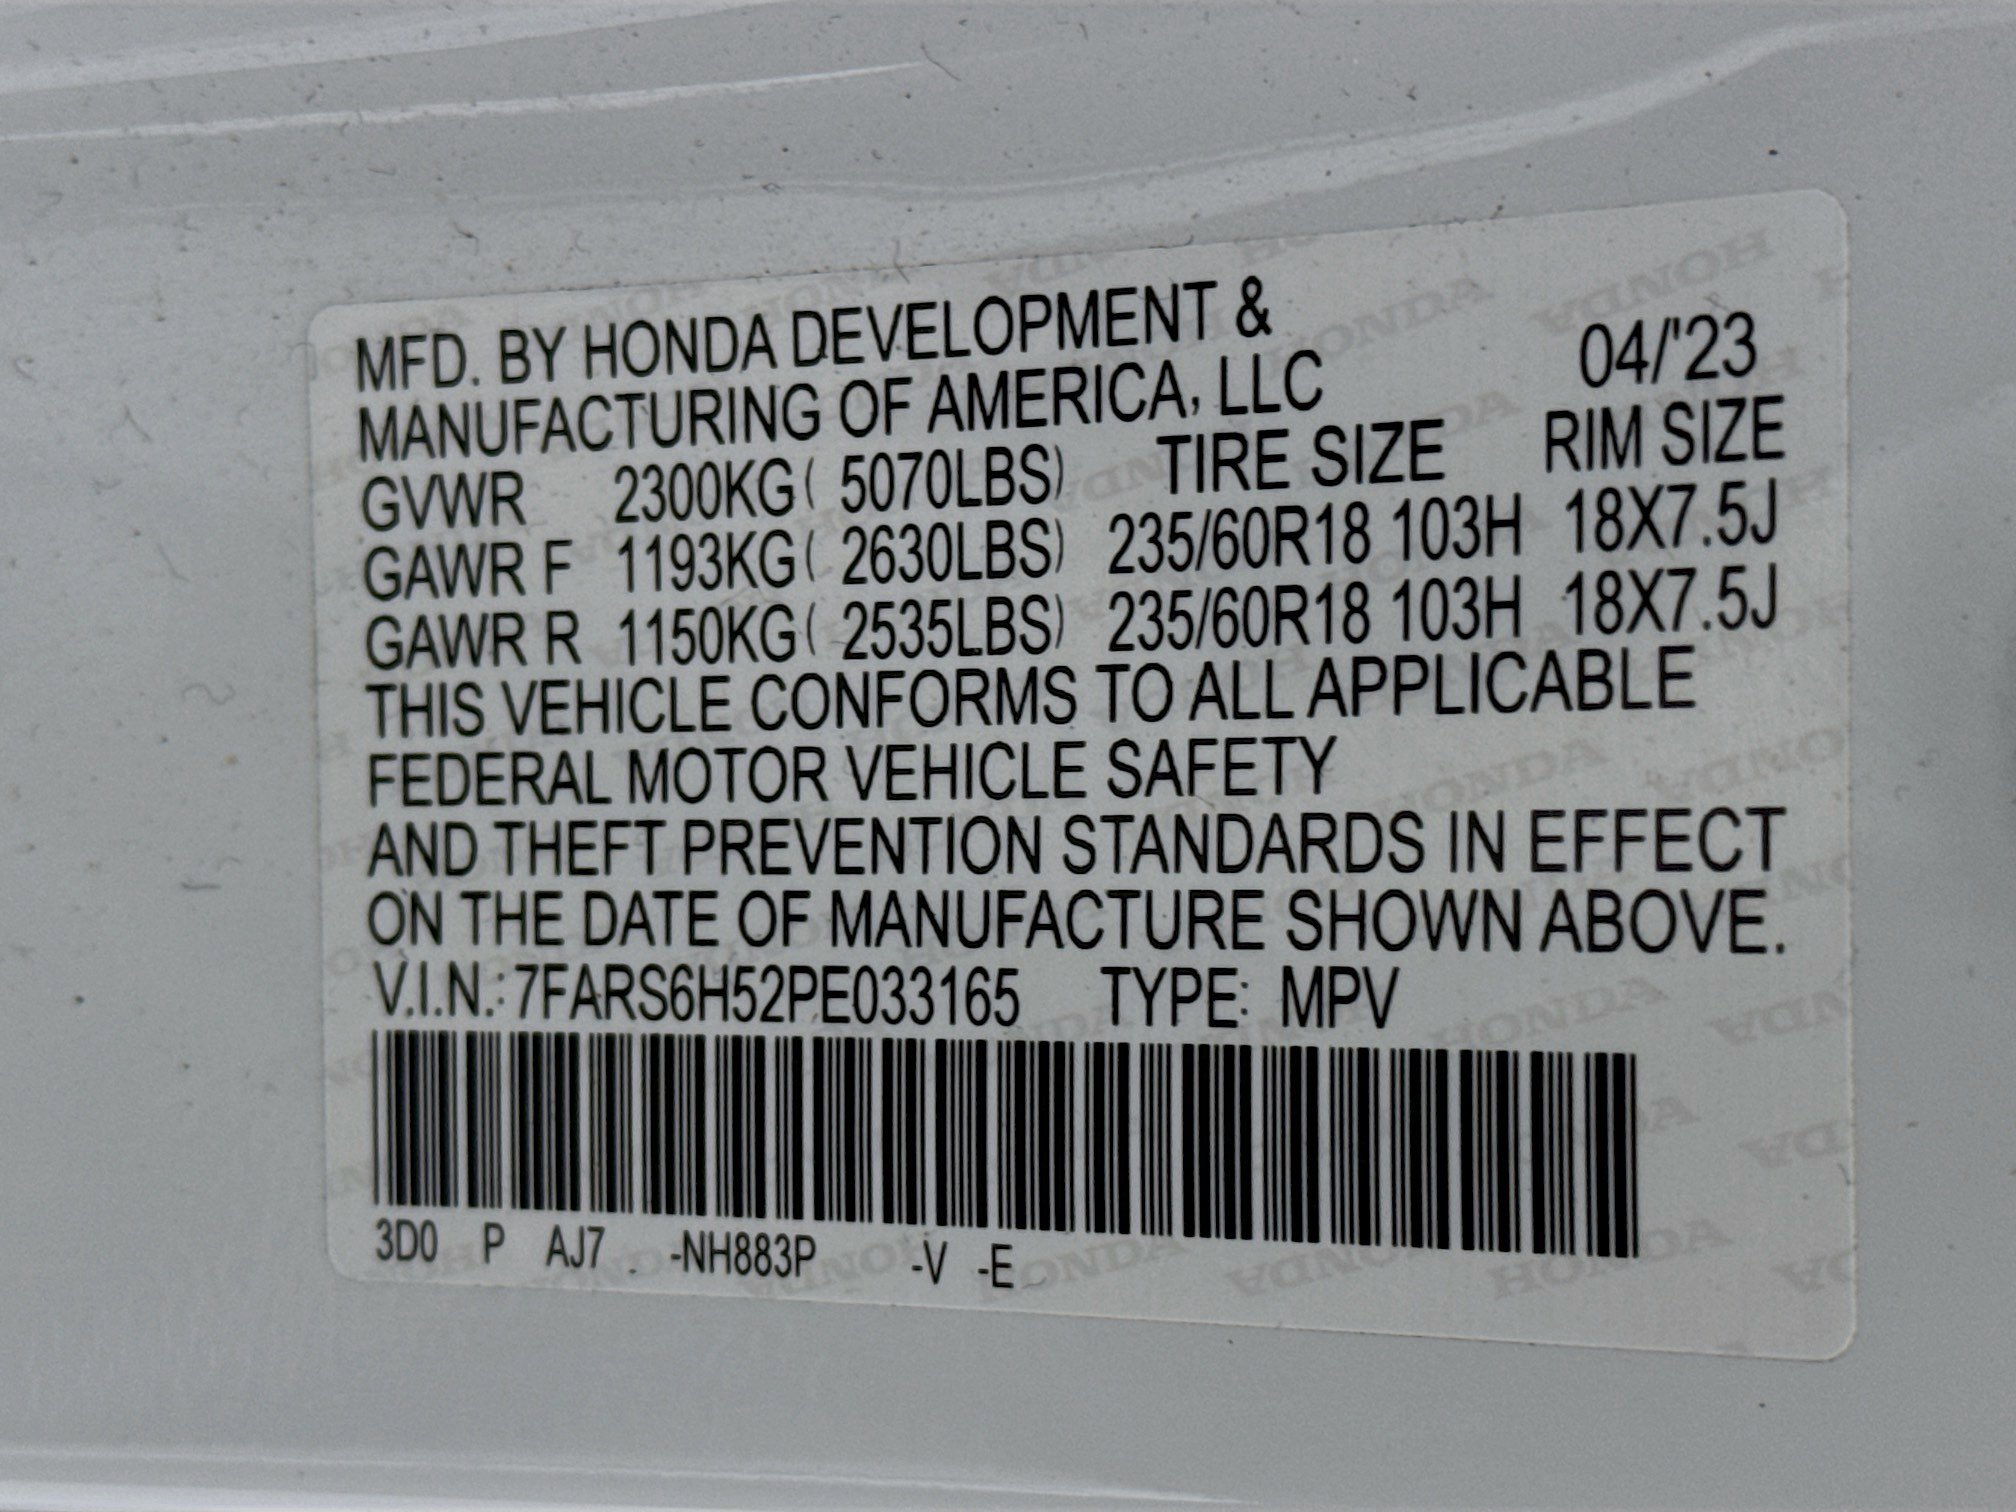 MFD. BY HONDA DEVELOPMENT &
MANUFACTURING OF AMERICA, LLC 04/'23
GVWR 2300KG( 5070LBS) TIRE SIZE RIM SIZE
GAWR F 1193KG( 2630LBS) 235/60R18 103H 18X7.5J
GAWR R 1150KG( 2535LBS) 235/60R18 103H 18X7.5J
THIS VEHICLE CONFORMS TO ALL APPLICABLE
FEDERAL MOTOR VEHICLE SAFETY
AND THEFT PREVENTION STANDARDS IN EFFECT
ON THE DATE OF MANUFACTURE SHOWN ABOVE.
V.I.N.: 7FARS6H52PE033165 TYPE: MPV
3D0 P AJ7 -NH883P -V -E